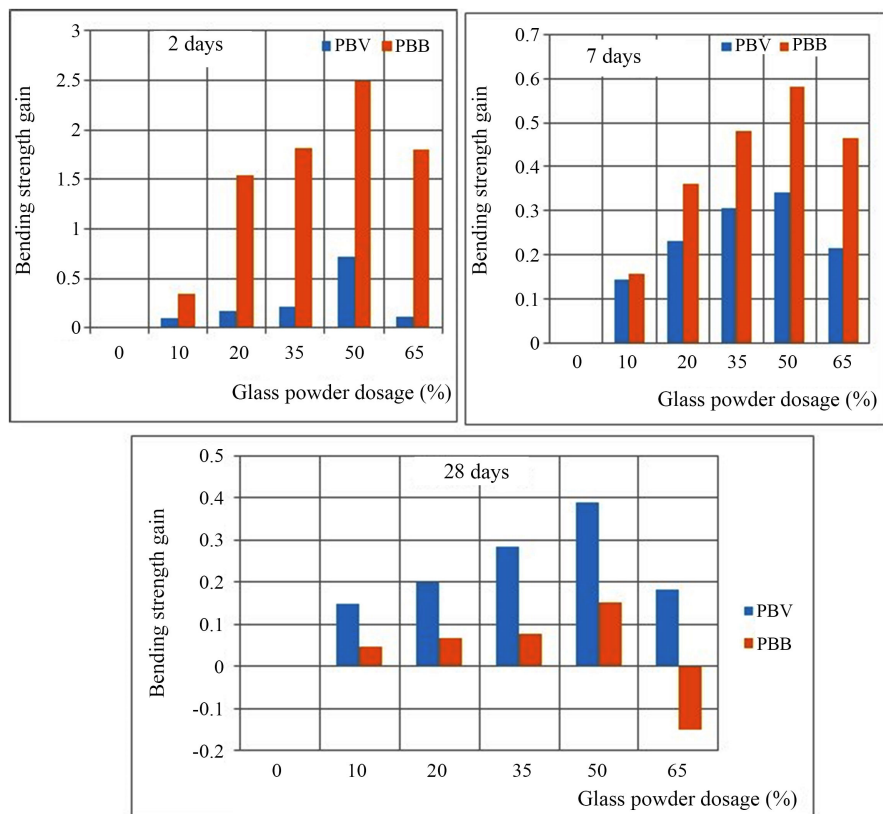 2 days
PBV PBB
3
2.5
2
1.5
1
0.5
0
Bending strength gain
0 10 20 35 50 65
Glass powder dosage (%)
7 days
PBV PBB
0.7
0.6
0.5
0.4
0.3
0.2
0.1
0
Bending strength gain
0 10 20 35 50 65
Glass powder dosage (%)
28 days
0.5
0.4
0.3
0.2
0.1
0
-0.1
-0.2
Bending strength gain
PBV
PBB
0 10 20 35 50 65
Glass powder dosage (%)